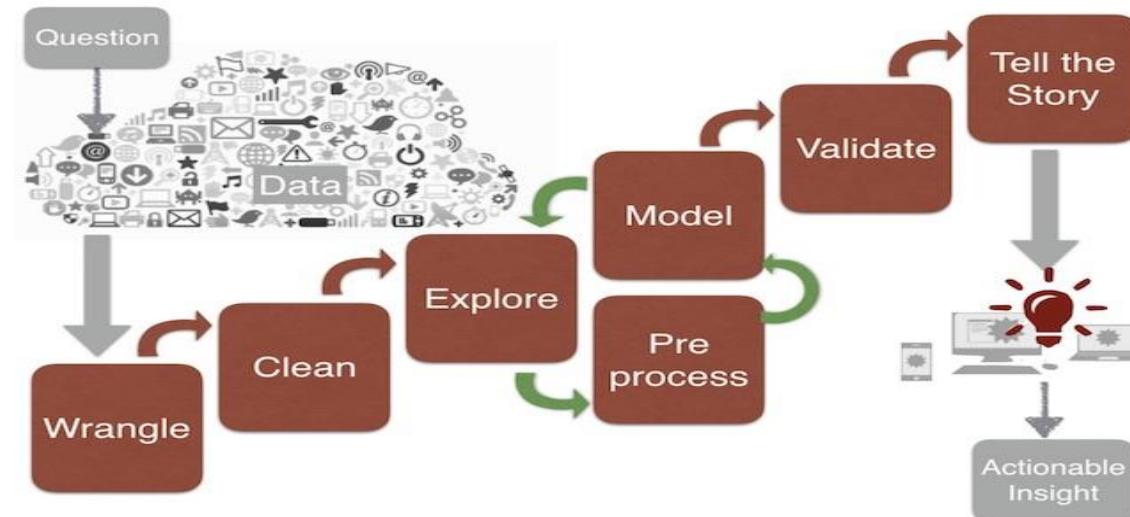 Question
Data
Wrangle
Clean
Explore
Pre
process
Model
Validate
Tell the
Story
Actionable
Insight